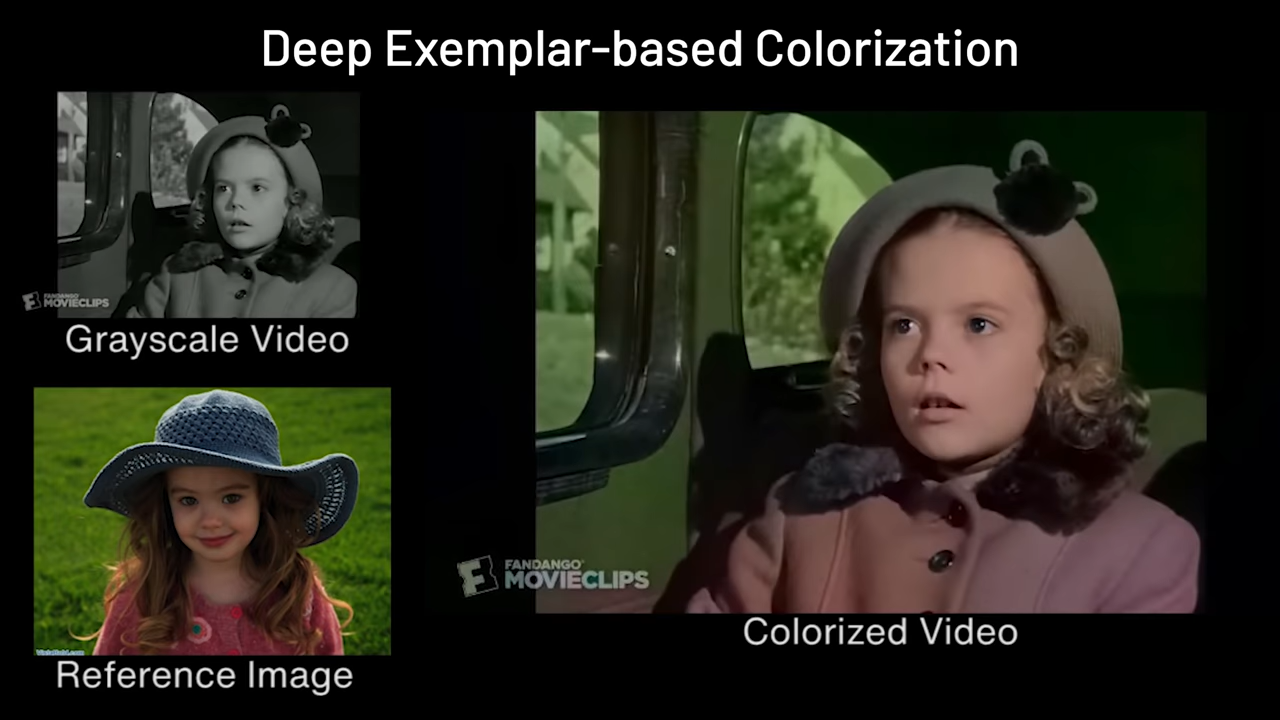 Deep Exemplar-based Colorization
FANDANGO
MOVIECLIPS
Grayscale Video
Reference Image
FANDANGO
MOVIECLIPS
Colorized Video